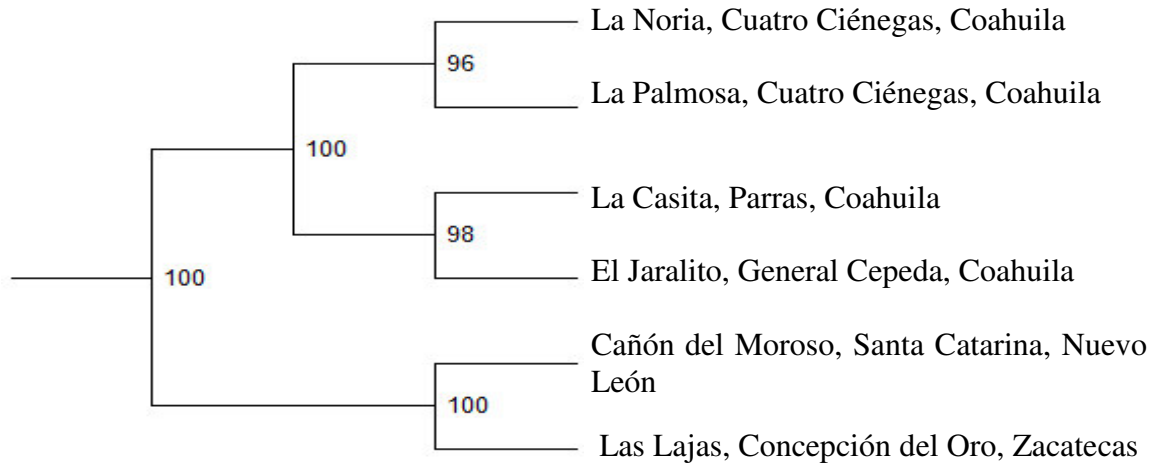 La Noria, Cuatro Ciénegas, Coahuila
96
La Palmosa, Cuatro Ciénegas, Coahuila
100
La Casita, Parras, Coahuila
98
El Jaralito, General Cepeda, Coahuila
100
Cañón del Moroso, Santa Catarina, Nuevo
León
100
Las Lajas, Concepción del Oro, Zacatecas